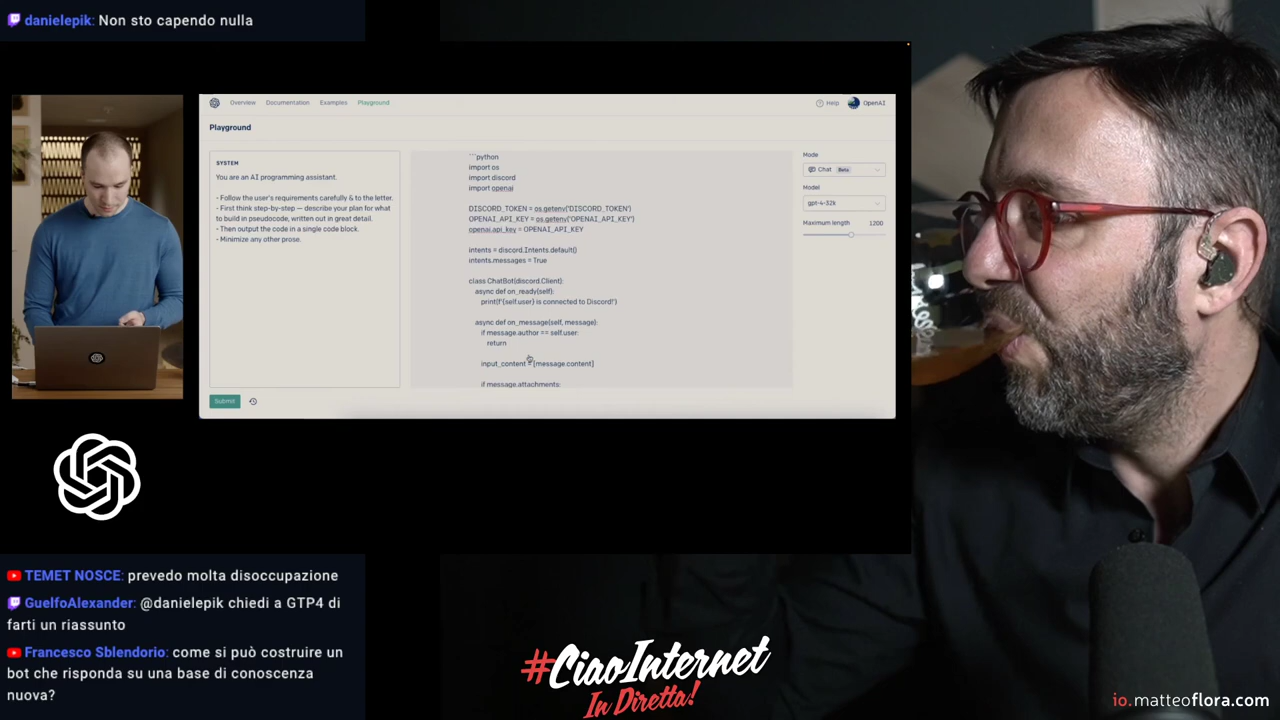 danielepik: Non sto capendo nulla
Overview Documentation Examples Playground
Help OpenAI
Playground
SYSTEM
You are an AI programming assistant.
- Follow the user's requirements carefully & to the letter.
- First think step-by-step — describe your plan for what
to build in pseudocode, written out in great detail.
- Then output the code in a single code block.
- Minimize any other prose.
Submit
```python
import os
import discord
import openai
DISCORD_TOKEN = os.getenv('DISCORD_TOKEN')
OPENAI_API_KEY = os.getenv('OPENAI_API_KEY')
openai.api_key = OPENAI_API_KEY
intents = discord.Intents.default()
intents.messages = True
class ChatBot(discord.Client):
async def on_ready(self):
print(f'{self.user} is connected to Discord!')
async def on_message(self, message):
if message.author == self.user:
return
input_content = [message.content]
if message.attachments:
Mode
Chat Beta
Model
gpt-4-32k
Maximum length 1200
TEMET NOSCE: prevedo molta disoccupazione
GuelfoAlexander: @danielepik chiedi a GTP4 di
farti un riassunto
Francesco Sblendorio: come si può costruire un
bot che risponda su una base di conoscenza
nuova?
#CiaoInternet
In Diretta!
io.matteoflora.com